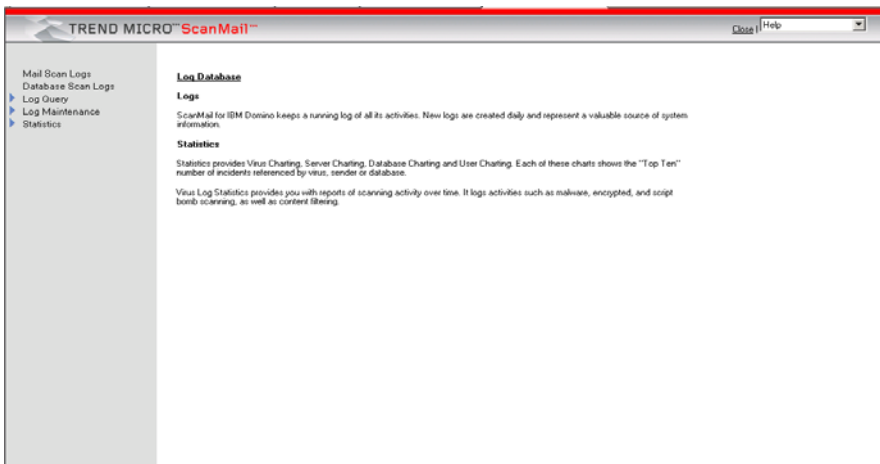 TREND MICRO™ ScanMail™
Close | Help
Mail Scan Logs
Database Scan Logs
Log Query
Log Maintenance
Statistics
Log Database
Logs
ScanMail for IBM Domino keeps a running log of all its activities. New logs are created daily and represent a valuable source of system
information.
Statistics
Statistics provides Virus Charting, Server Charting, Database Charting and User Charting. Each of these charts shows the "Top Ten"
number of incidents referenced by virus, sender or database.
Virus Log Statistics provides you with reports of scanning activity over time. It logs activities such as malware, encrypted, and script
bomb scanning, as well as content filtering.